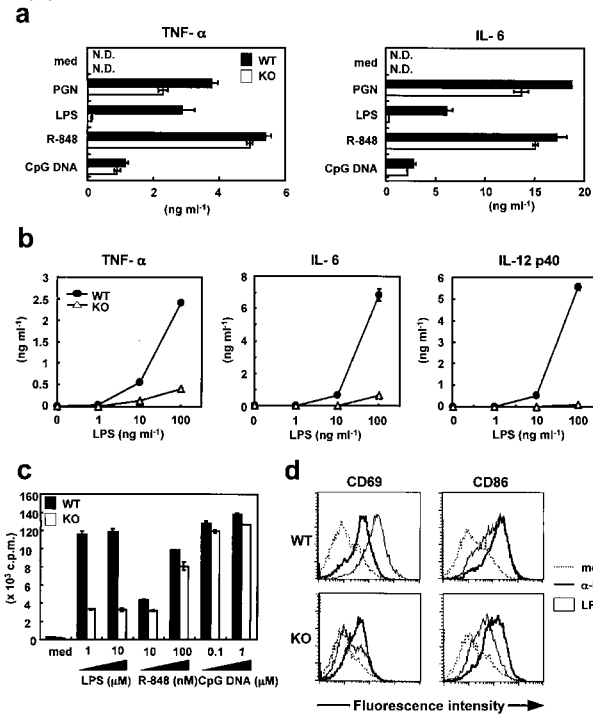 a
TNF- α
IL- 6
med
N.D.
N.D.
WT
KO
PGN
LPS
R-848
CpG DNA
0 2 4 6
(ng ml⁻¹)
med
N.D.
N.D.
WT
KO
PGN
LPS
R-848
CpG DNA
0 5 10 15 20
(ng ml⁻¹)
b
TNF- α
IL- 6
IL-12 p40
WT
KO
(ng ml⁻¹)
3
2.5
2
1.5
1
0.5
0
0 1 10 100
LPS (ng ml⁻¹)
(ng ml⁻¹)
8
6
4
2
0
0 1 10 100
LPS (ng ml⁻¹)
(ng ml⁻¹)
6
5
4
3
2
1
0
0 1 10 100
LPS (ng ml⁻¹)
c
WT
KO
(x 10³ c.p.m.)
160
140
120
100
80
60
4
0
med 1 10 10 100 0.1 1
LPS (μM) R-848 (nM) CpG DNA (μM)
d
CD69
CD86
WT
KO
Fluorescence intensity